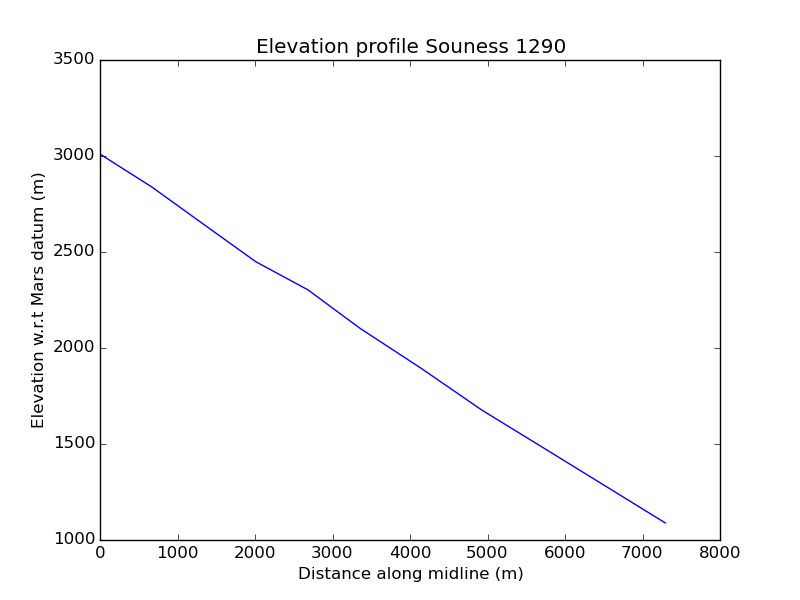 Elevation profile Souness 1290
3500
3000
2500
2000
1500
1000
Elevation w.r.t Mars datum (m)
0 1000 2000 3000 4000 5000 6000 7000 8000
Distance along midline (m)